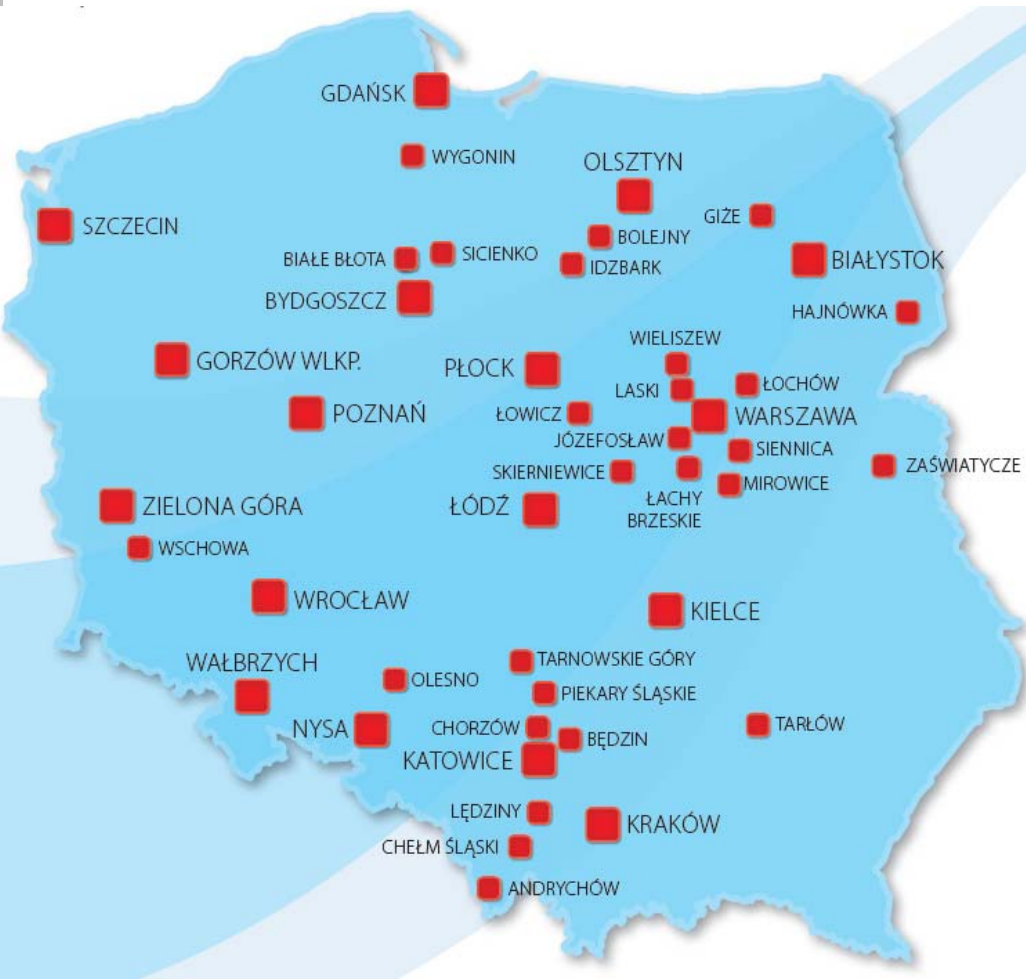 GDAŃSK
WYGONIN
OLSZTYN
GIŻE
SZCZECIN
BOLEJNY
BIAŁE BŁOTA
SICIENKO
IDZBARK
BIAŁYSTOK
BYDGOSZCZ
HAJNÓWKA
WIELISZEW
GORZÓW WLKP.
PŁOCK
LASKI
ŁOCHÓW
POZNAŃ
ŁOWICZ
WARSZAWA
JÓZEFOSŁAW
SIENNICA
SKIERNIEWICE
ZAŚWIATYCZE
MIROWICE
ZIELONA GÓRA
ŁÓDŹ
ŁACHY
BRZESKIE
WSCHOWA
WROCŁAW
KIELCE
WAŁBRZYCH
TARNOWSKIE GÓRY
OLESNO
PIEKARY ŚLĄSKIE
NYSA
CHORZÓW
BĘDZIN
TARŁÓW
KATOWICE
LĘDZINY
KRAKÓW
CHEŁM ŚLĄSKI
ANDRYCHÓW